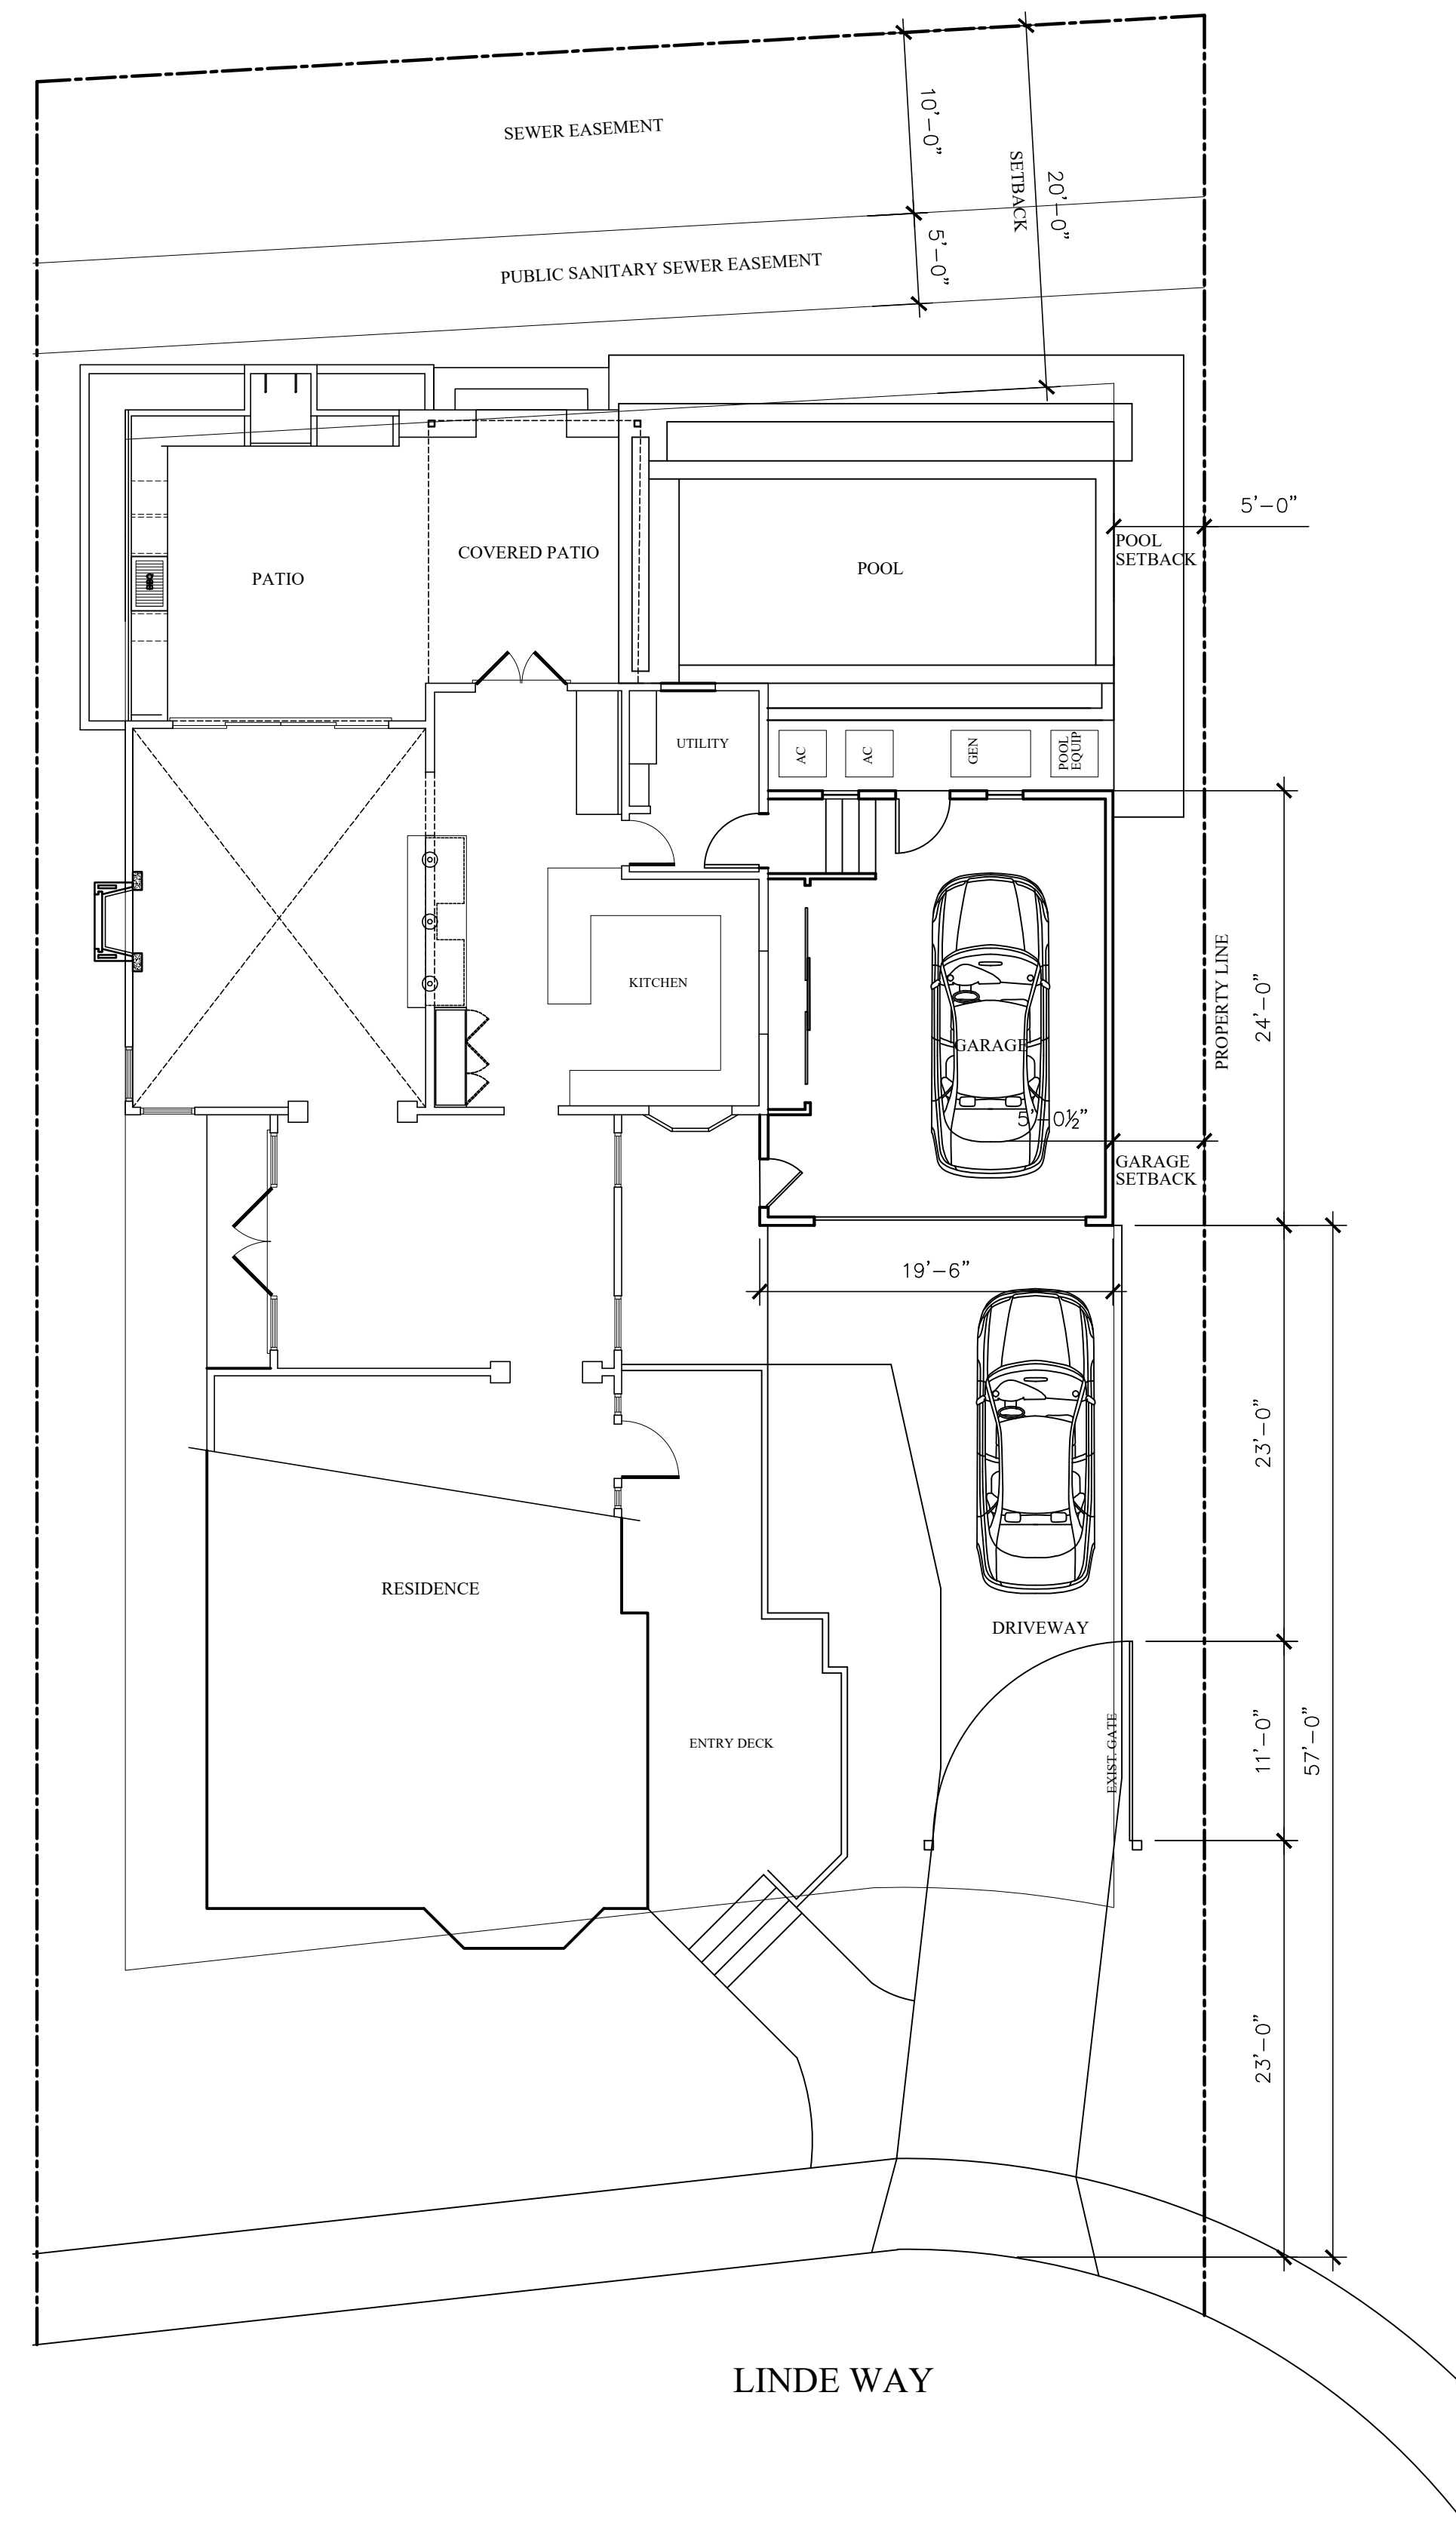 10'-0"
SEWER EASEMENT
SETBACK
20'-0"
5'-0"
PUBLIC SANITARY SEWER EASEMENT
5'-0"
POOL
SETBACK
COVERED PATIO
POOL
PATIO
BBQ
UTILITY
AC
AC
GEN
POOL
EQUIP
KITCHEN
GARAGE
PROPERTY LINE
24'-0"
5'-0½"
GARAGE
SETBACK
19'-6"
23'-0"
RESIDENCE
DRIVEWAY
ENTRY DECK
EXIST. GATE
11'-0"
57'-0"
23'-0"
LINDE WAY